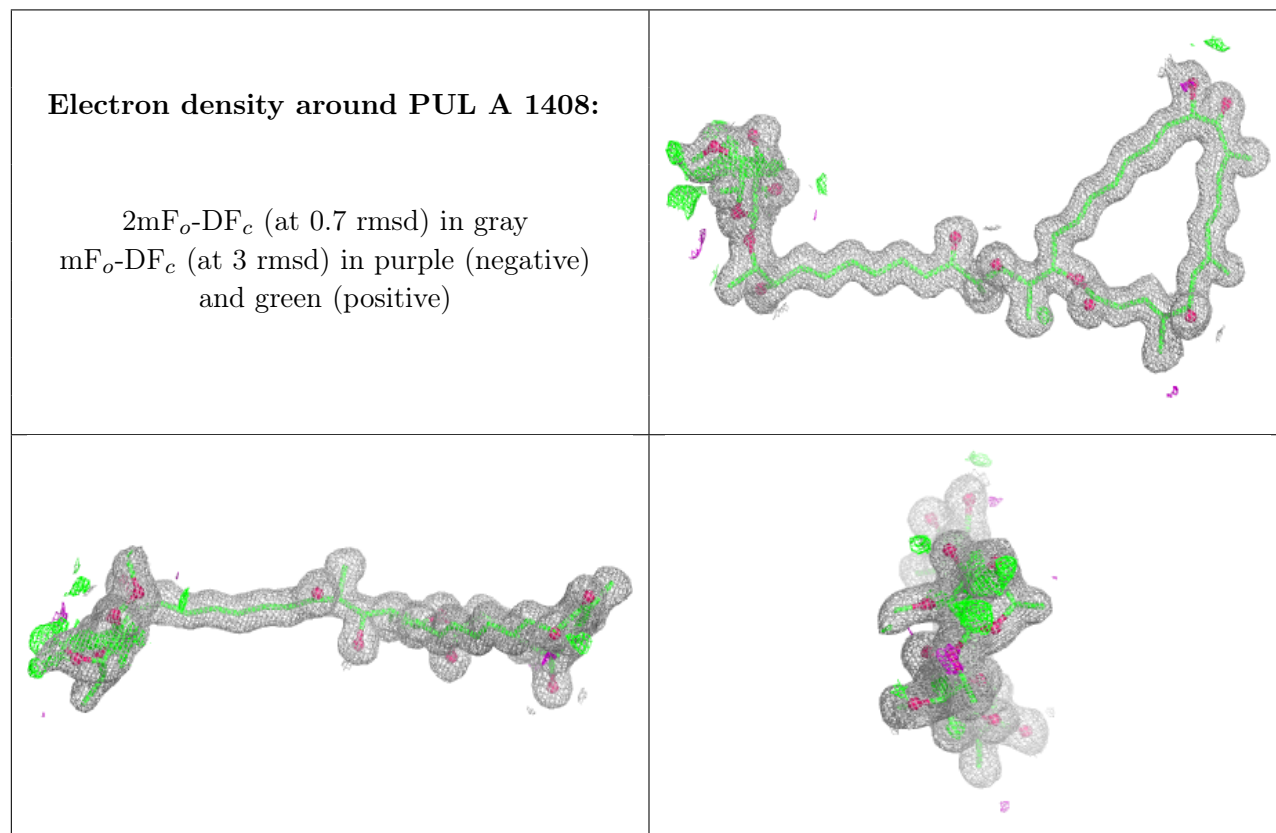 Electron density around PUL A 1408:
2mFo-DFc (at 0.7 rmsd) in gray
mFo-DFc (at 3 rmsd) in purple (negative)
and green (positive)